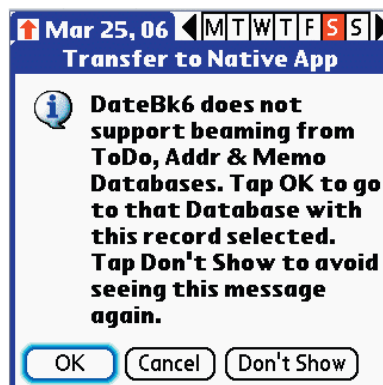 Mar 25, 06 M T W T F S S
Transfer to Native App
DateBk6 does not
support beaming from
ToDo, Addr & Memo
Databases. Tap OK to go
to that Database with
this record selected.
Tap Don't Show to avoid
seeing this message
again.
OK Cancel Don't Show